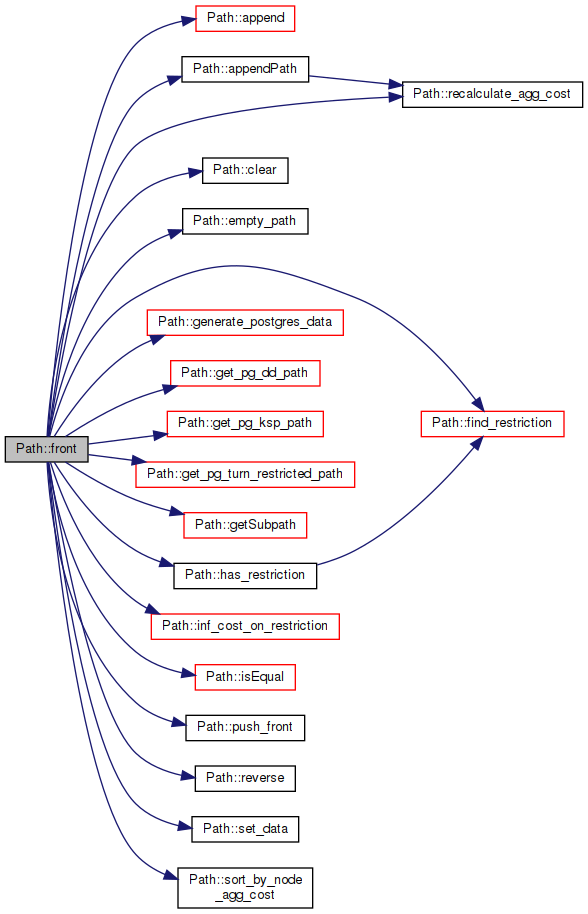 Path::append
Path::appendPath
Path::recalculate_agg_cost
Path::clear
Path::empty_path
Path::generate_postgres_data
Path::get_pg_dd_path
Path::get_pg_ksp_path
Path::find_restriction
Path::front
Path::get_pg_turn_restricted_path
Path::getSubpath
Path::has_restriction
Path::inf_cost_on_restriction
Path::isEqual
Path::push_front
Path::reverse
Path::set_data
Path::sort_by_node
_agg_cost